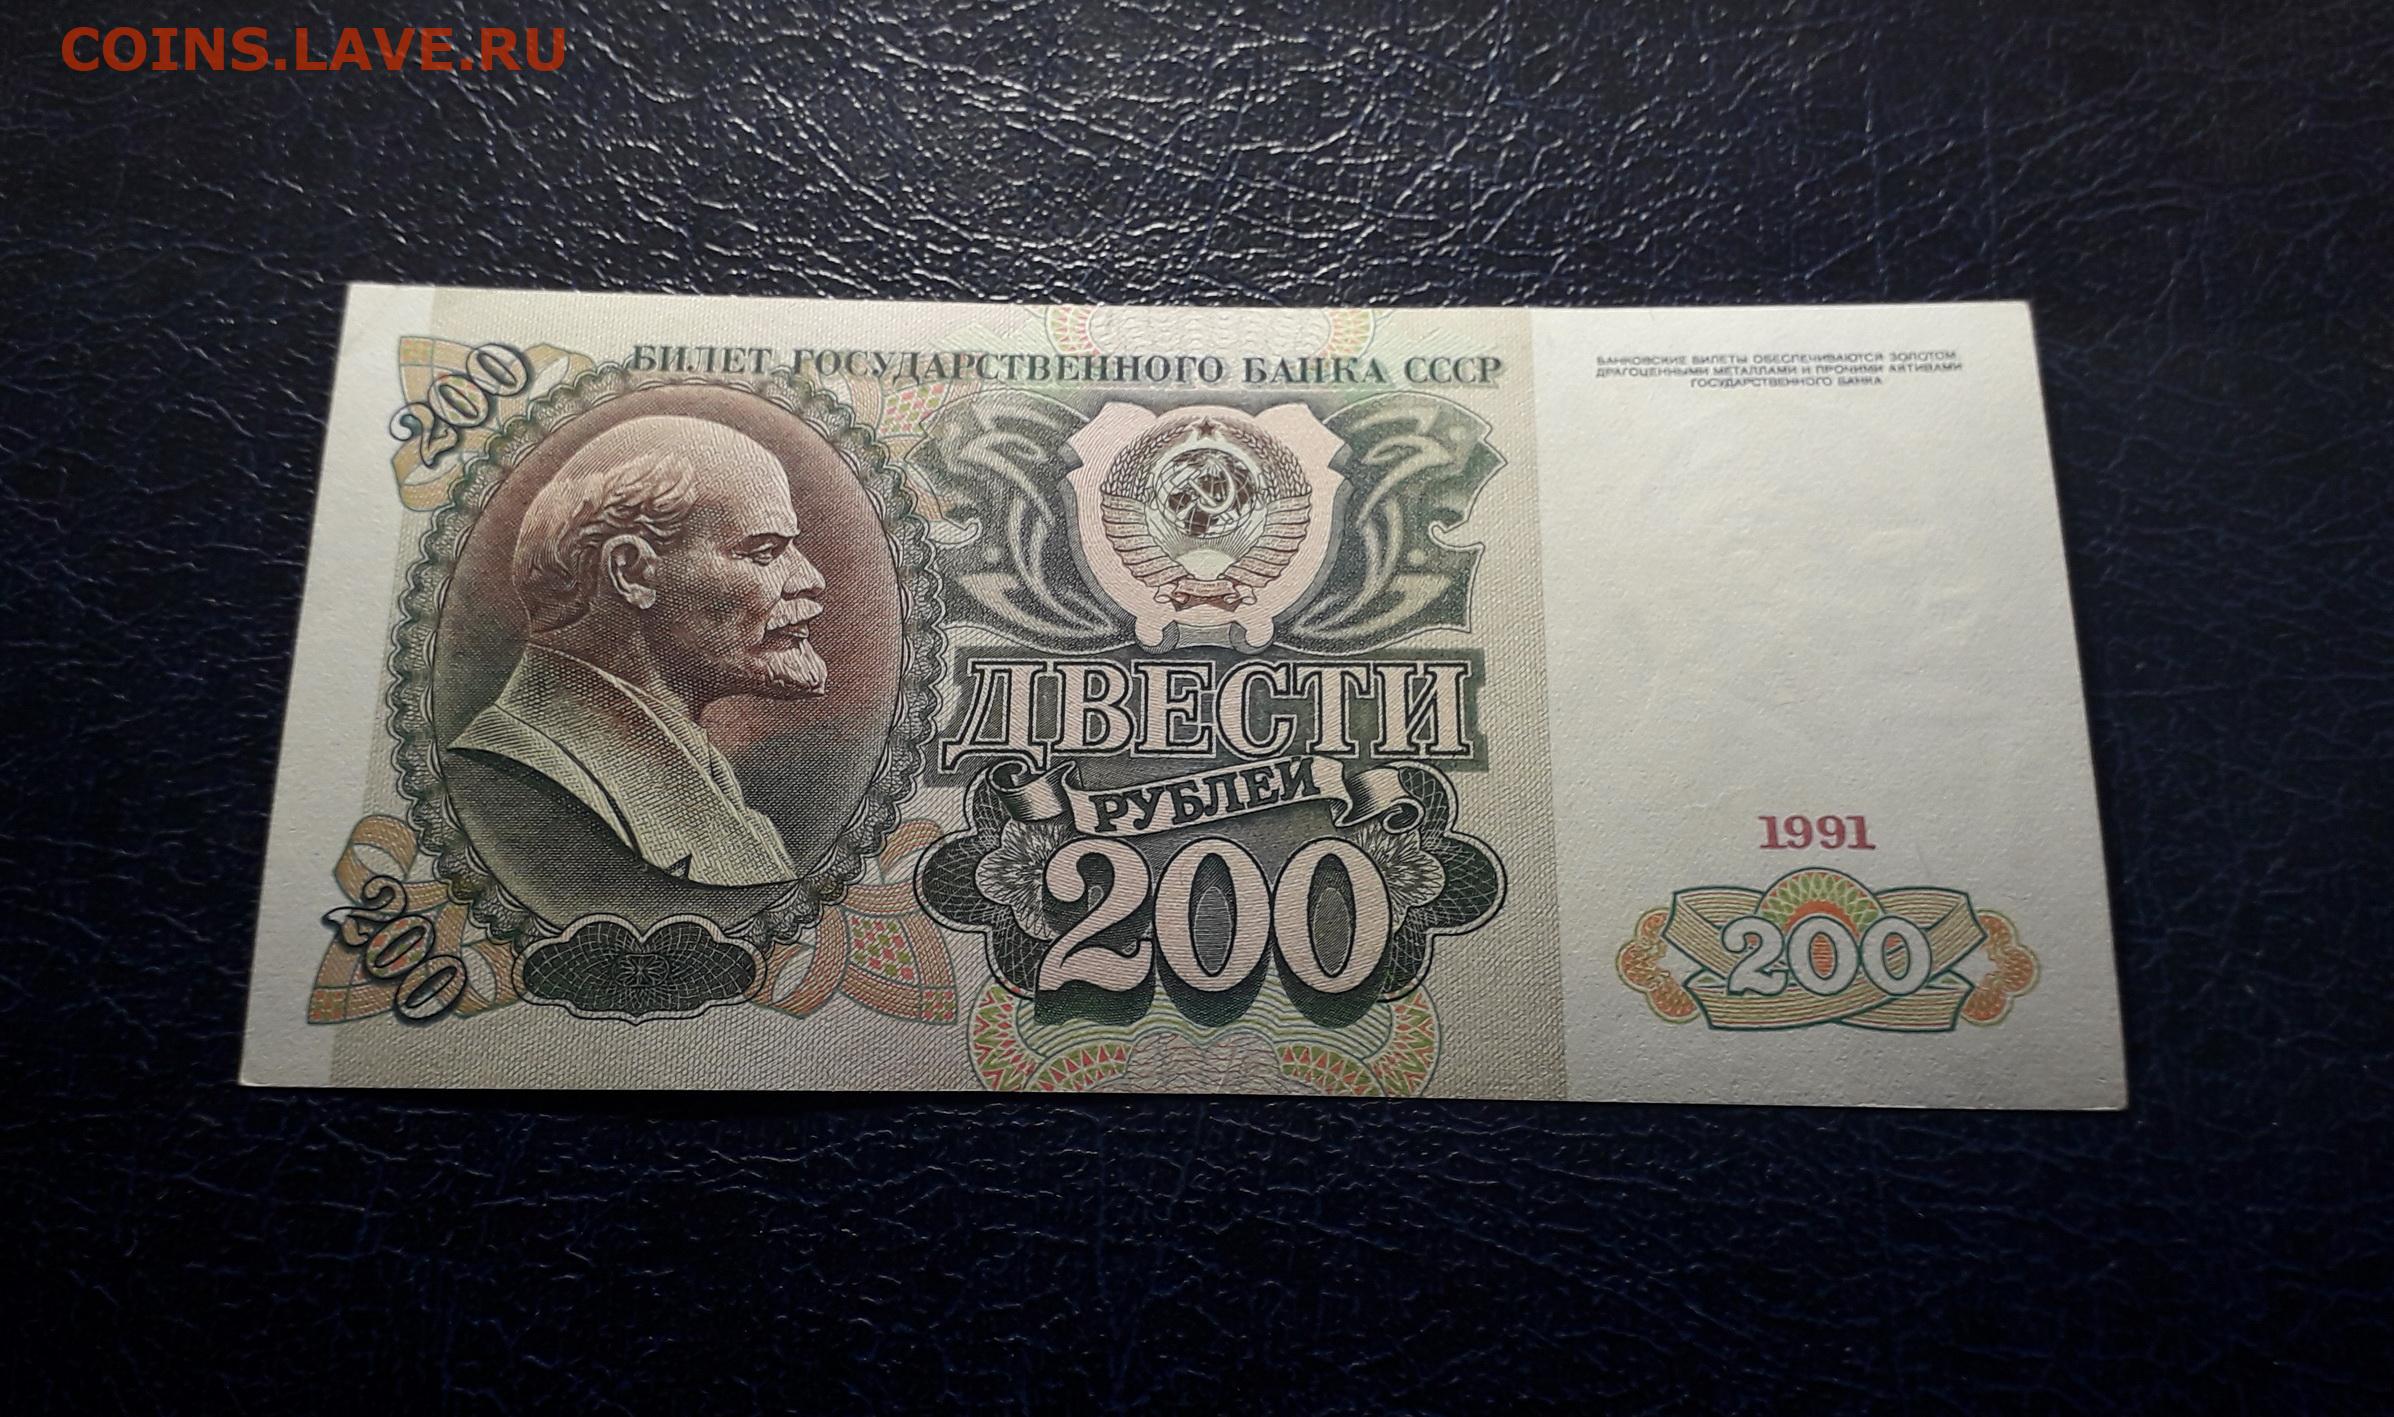 COINS.LAVE.RU
200
БИЛЕТ ГОСУДАРСТВЕННОГО БАНКА СССР
БАНКОВСКИЕ БИЛЕТЫ ОБЕСПЕЧИВАЮТСЯ ЗОЛОТОМ,
ДРАГОЦЕННЫМИ МЕТАЛЛАМИ И ПРОЧИМИ АКТИВАМИ
ГОСУДАРСТВЕННОГО БАНКА
ДВЕСТИ
РУБЛЕЙ
200
200
1991
200